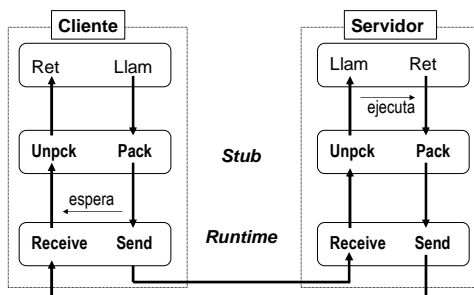 Cliente
Servidor
Ret Llam
Llam Ret
ejecuta
Unpck Pack
Stub
Unpck Pack
espera
Receive Send
Runtime
Receive Send